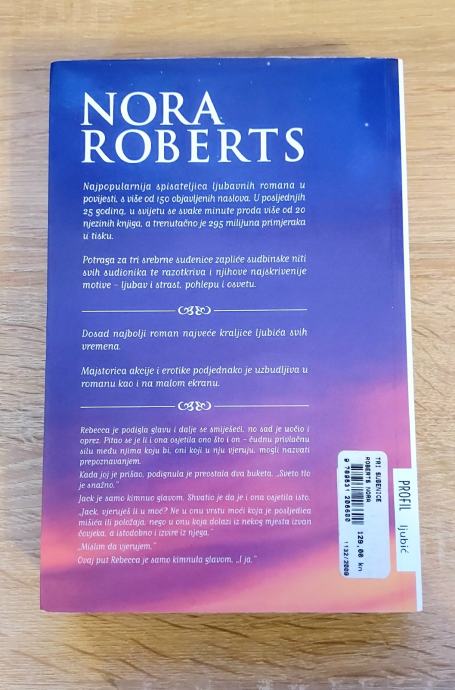 NORA
ROBERTS
Najpopularnija spisateljica ljubavnih romana u
povijesti, s više od 150 objavljenih naslova. U posljednjih
25 godina, u svijetu se svake minute proda više od 20
njezinih knjiga, a trenutačno je 295 milijuna primjeraka
u tisku.
Potraga za tri srebrne suđenice zapliće sudbinske niti
svih sudionika te razotkriva i njihove najskrivenije
motive – ljubav i strast, pohlepu i osvetu.
Dosad najbolji roman najveće kraljice ljubića svih
vremena.
Majstorica akcije i erotike podjednako je uzbudljiva u
romanu kao i na malom ekranu.
Rebecca je podigla glavu i dalje se smiješeći, no sad je uočio i
oprez. Pitao se je li i ona osjetila ono što i on – čudnu privlačnu
silu među njima koju bi, oni koji u nju vjeruju, mogli nazvati
prepoznavanjem.
Kada joj je prišao, podignula je preostala dva buketa. „Sveto tlo
je snažno.“
Jack je samo kimnuo glavom. Shvatio je da je i ona osjetila isto.
„Jack, vjeruješ li u moć? Ne u onu vrstu moći koja je posljedica
mišića ili položaja, nego u onu koja dolazi iz nekog mjesta izvan
čovjeka, a istodobno i izvire iz njega.“
„Mislim da vjerujem.“
Ovaj put Rebecca je samo kimnula glavom. „I ja.“
TRI SUĐENICE
ROBERTS NORA
129,00 kn
1132/2009
PROFIL ljubić